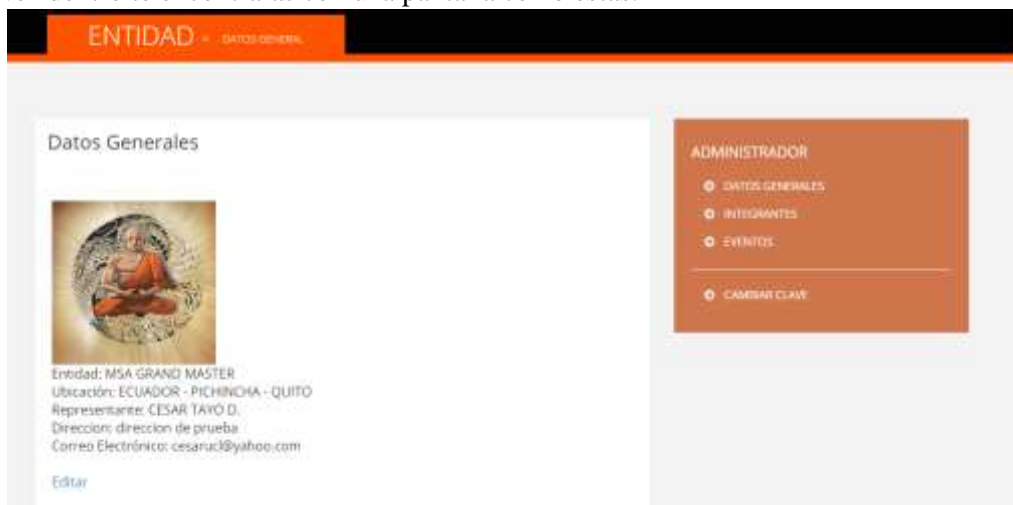 ENTIDAD - DATOS GENERAL
Datos Generales
Entidad: MSA GRAND MASTER
Ubicación: ECUADOR - PICHINCHA - QUITO
Representante: CESAR TAYO D.
Direccion: direccion de prueba
Correo Electrónico: cesarucl@yahoo.com
Editar
ADMINISTRADOR
DATOS GENERALES
INTEGRANTES
EVENTOS
CAMBIAR CLAVE